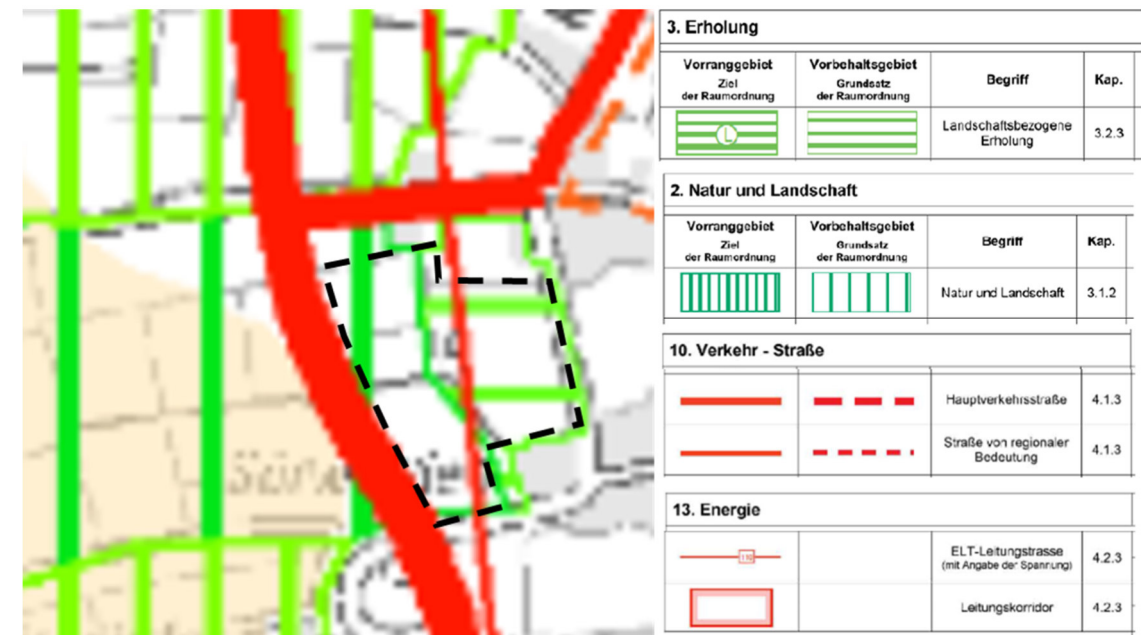 3. Erholung
Vorranggebiet
Ziel
der Raumordnung
Vorbehaltsgebiet
Grundsatz
der Raumordnung
Begriff
Kap.
L
Landschaftsbezogene
Erholung
3.2.3
2. Natur und Landschaft
Vorranggebiet
Ziel
der Raumordnung
Vorbehaltsgebiet
Grundsatz
der Raumordnung
Begriff
Kap.
Natur und Landschaft
3.1.2
10. Verkehr - Straße
Hauptverkehrsstraße
4.1.3
Straße von regionaler
Bedeutung
4.1.3
13. Energie
ELT-Leitungstrasse
(mit Angabe der Spannung)
4.2.3
Leitungskorridor
4.2.3